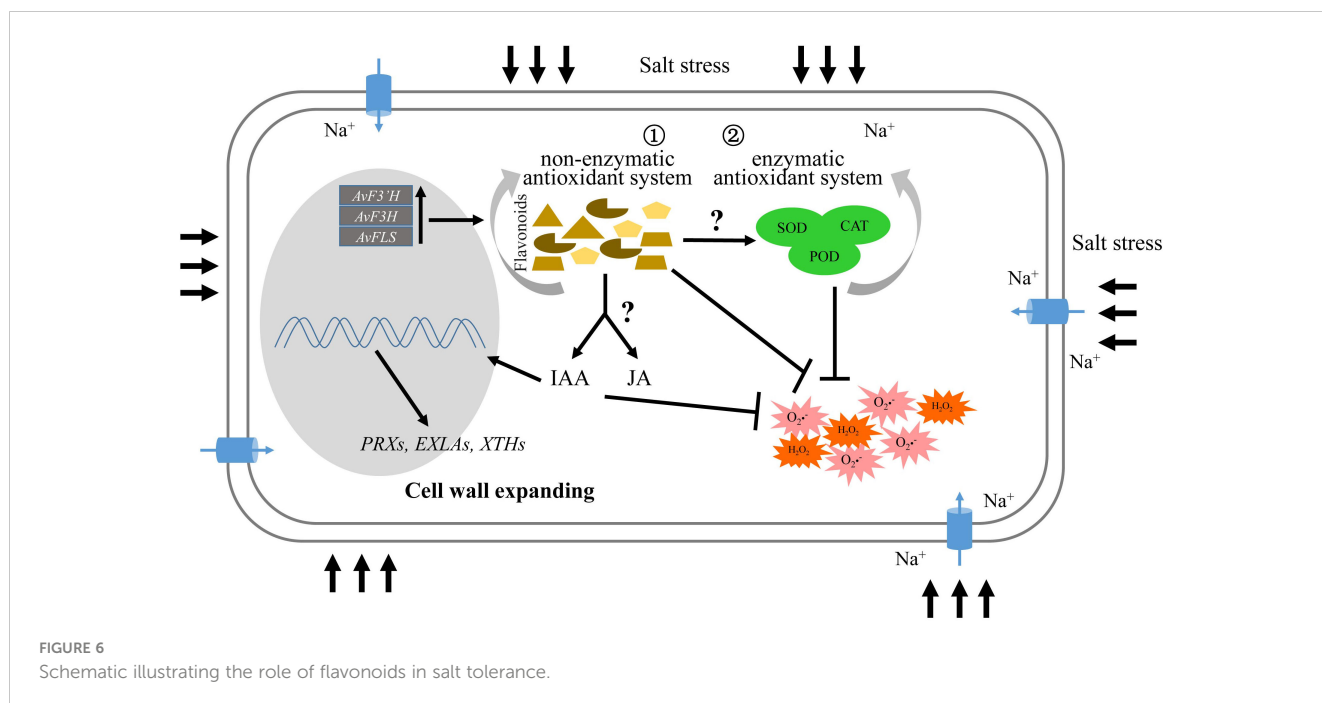 Salt stress
Na⁺
Na⁺
① ②
non-enzymatic
antioxidant system
enzymatic
antioxidant system
AvF3'H
AvF3H
AvFLS
Flavonoids
?
SOD
CAT
POD
Salt stress
Na⁺
Na⁺
?
IAA
JA
PRXs, EXLAs, XTHs
Cell wall expanding
O₂•⁻
O₂•⁻
H₂O₂
H₂O₂
H₂O₂
O₂•⁻
O₂•⁻
Na⁺
Na⁺
FIGURE 6
Schematic illustrating the role of flavonoids in salt tolerance.